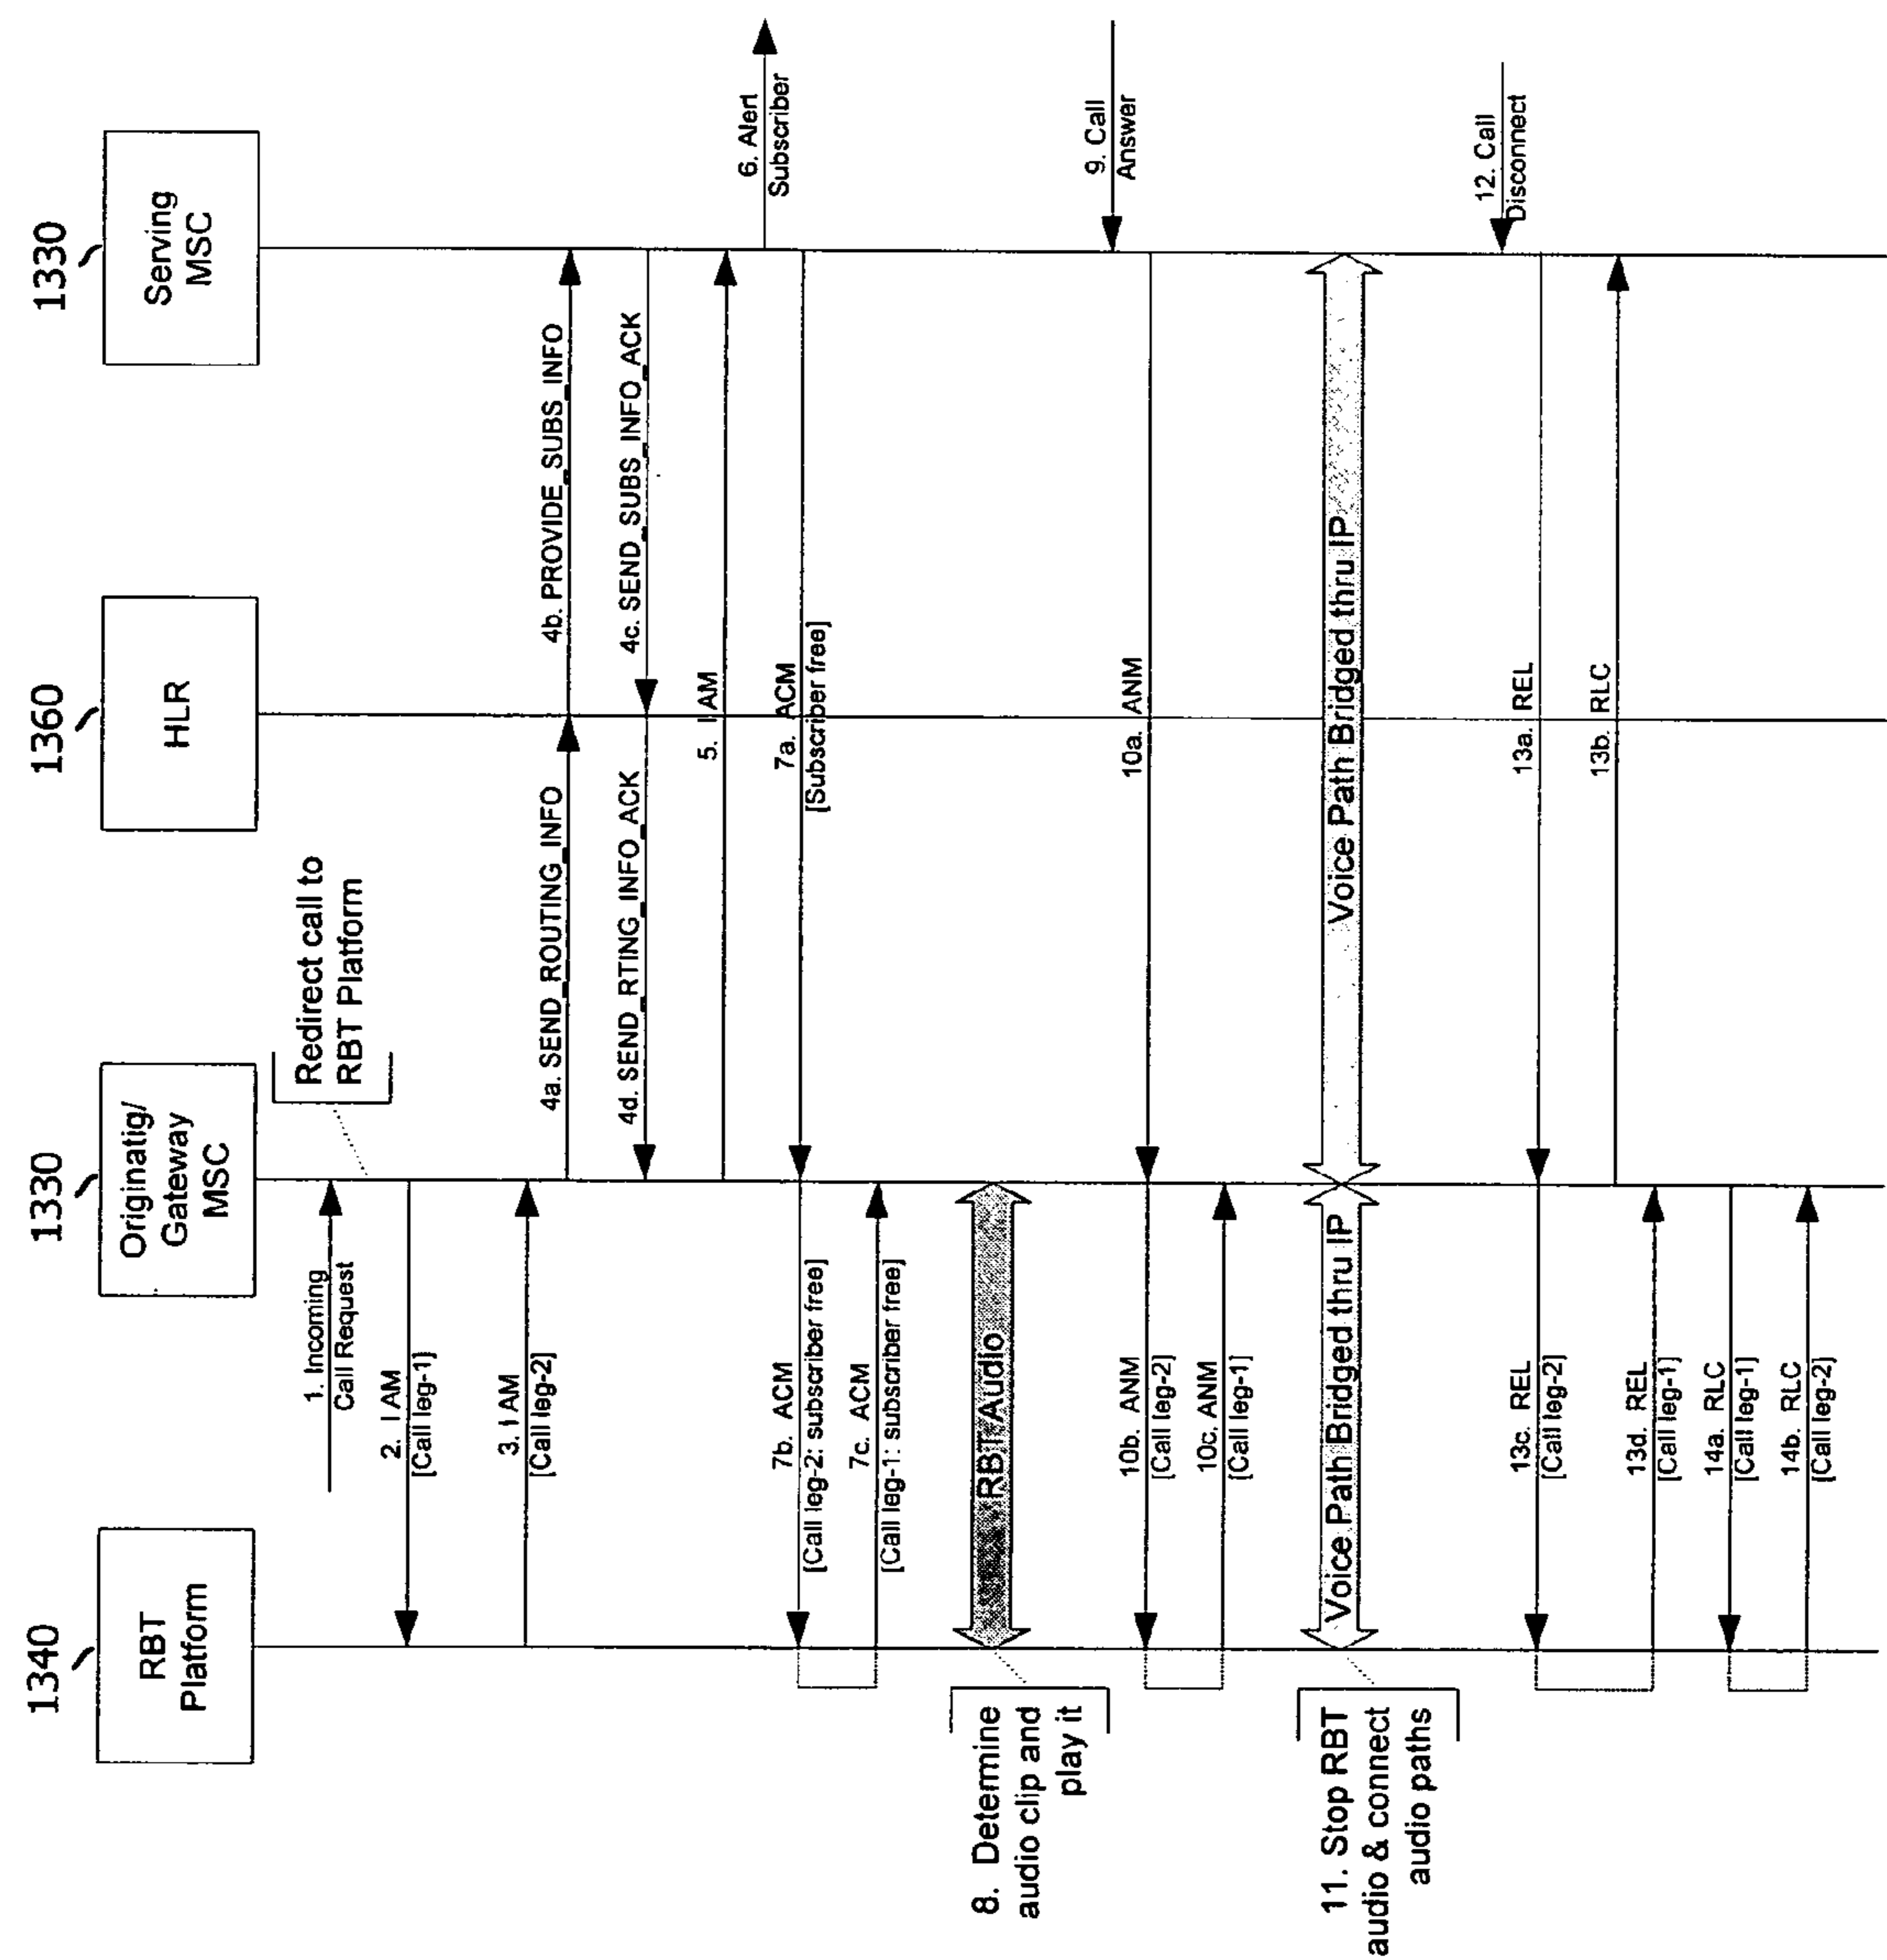 1340
RBT
Platform
1330
Originatig/
Gateway
MSC
1360
HLR
1330
Serving
MSC
1. Incoming
Call Request
Redirect call to
RBT Platform
2. I AM
[Call leg-1]
3. I AM
[Call leg-2]
4a. SEND_ROUTING_INFO
4b. PROVIDE_SUBS_INFO
4c. SEND_SUBS_INFO_ACK
4d. SEND_RTING_INFO_ACK
5. I AM
6. Alert
Subscriber
7a. ACM
[Subscriber free]
7b. ACM
[Call leg-2: subscriber free]
7c. ACM
[Call leg-1: subscriber free]
8. Determine
audio clip and
play it
RBT Audio
9. Call
Answer
10a. ANM
10b. ANM
[Call leg-2]
10c. ANM
[Call leg-1]
11. Stop RBT
audio & connect
audio paths
Voice Path Bridged thru IP
Voice Path Bridged thru IP
12. Call
Disconnect
13a. REL
13b. RLC
13c. REL
[Call leg-2]
13d. REL
[Call leg-1]
14a. RLC
[Call leg-1]
14b. RLC
[Call leg-2]